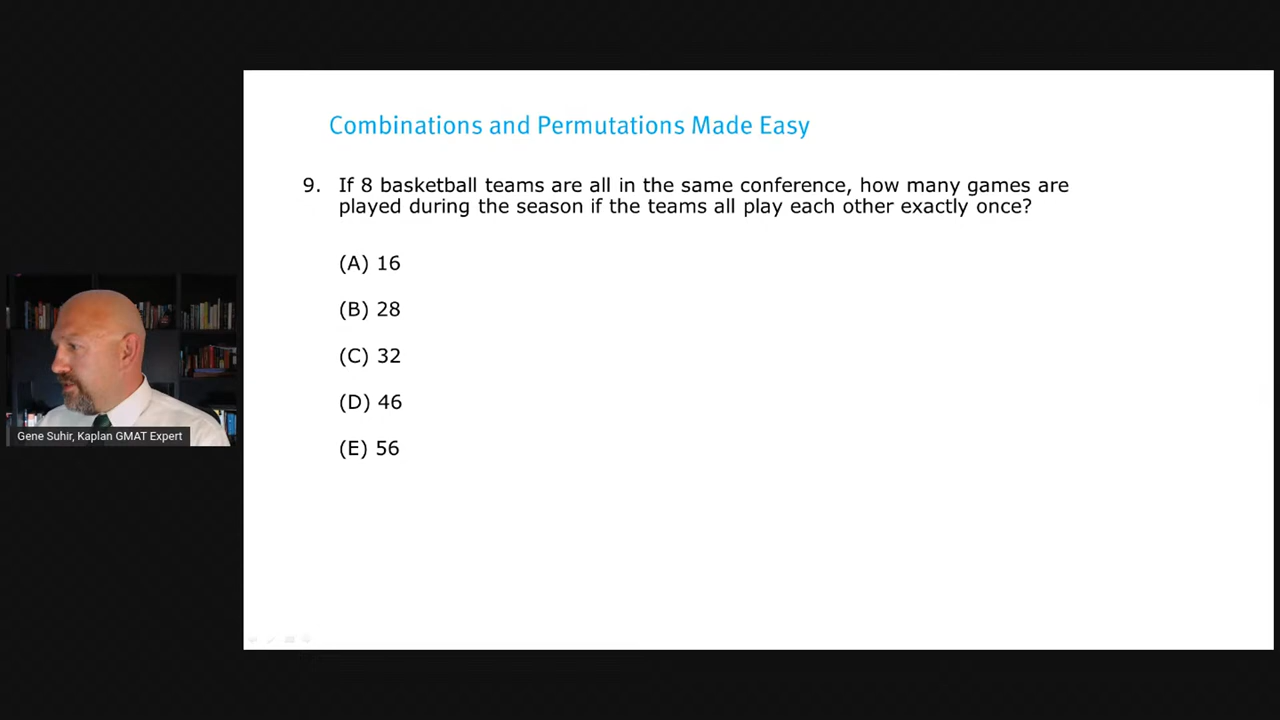 Combinations and Permutations Made Easy
9. If 8 basketball teams are all in the same conference, how many games are
played during the season if the teams all play each other exactly once?
(A) 16
(B) 28
(C) 32
(D) 46
(E) 56
Gene Suhir, Kaplan GMAT Expert